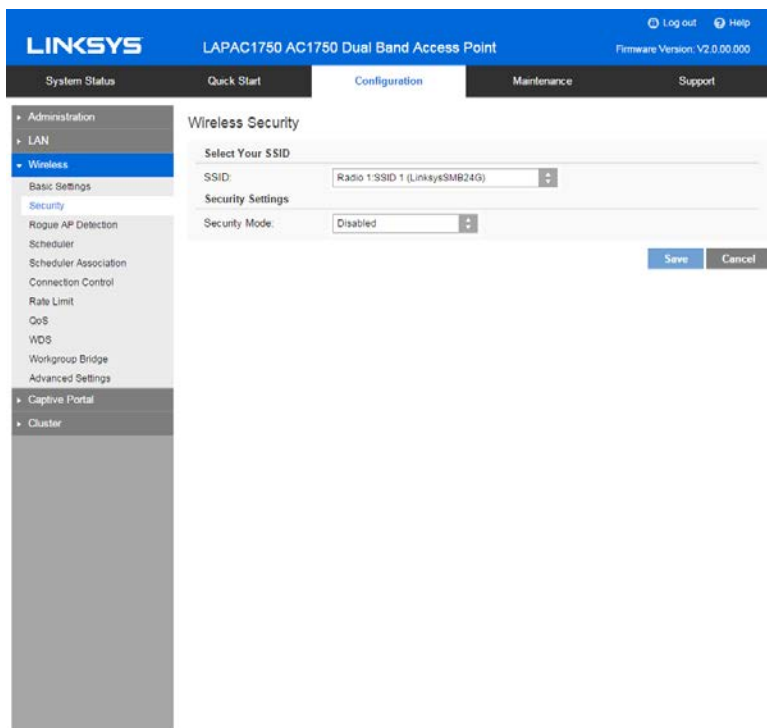 Log out Help
LINKSYS LAPAC1750 AC1750 Dual Band Access Point Firmware Version: V2.0.00.000
System Status Quick Start Configuration Maintenance Support
Administration
LAN
Wireless
Basic Settings
Security
Rogue AP Detection
Scheduler
Scheduler Association
Connection Control
Rate Limit
QoS
WDS
Workgroup Bridge
Advanced Settings
Captive Portal
Cluster
Wireless Security
Select Your SSID
SSID: Radio 1:SSID 1 (LinksysSMB24G)
Security Settings
Security Mode: Disabled
Save Cancel